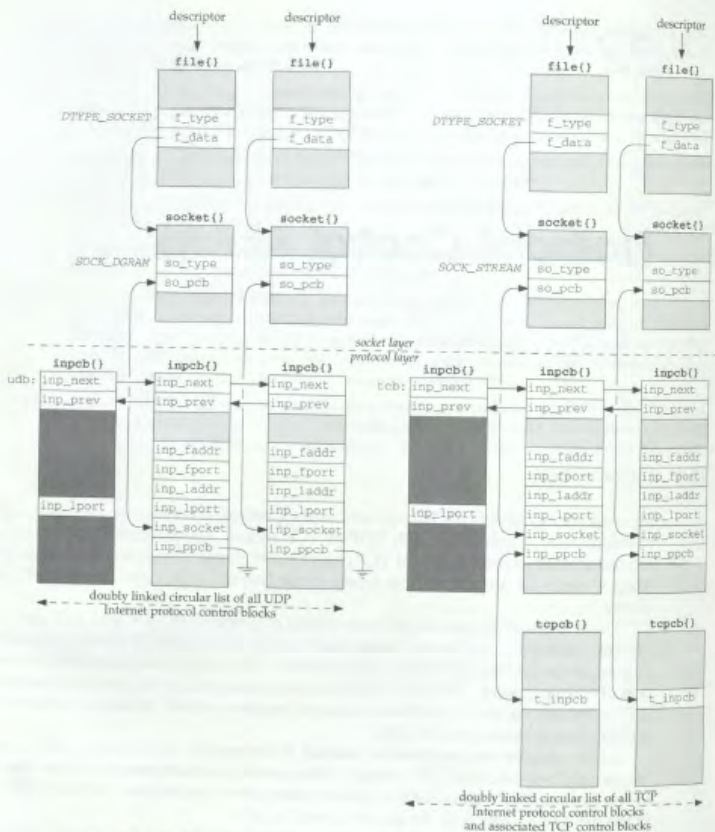 descriptor
descriptor
file{}
file{}
DTYPE_SOCKET
f_type
f_data
f_type
f_data
socket{}
socket{}
SOCK_DGRAM
so_type
so_pcb
so_type
so_pcb
descriptor
descriptor
file{}
file{}
DTYPE_SOCKET
f_type
f_data
f_type
f_data
socket{}
socket{}
SOCK_STREAM
so_type
so_pcb
so_type
so_pcb
socket layer
protocol layer
inpcb{}
inpcb{}
inpcb{}
udb:
inp_next
inp_prev
inp_lport
inp_next
inp_prev
inp_faddr
inp_fport
inp_laddr
inp_lport
inp_socket
inp_ppcb
inp_next
inp_prev
inp_faddr
inp_fport
inp_laddr
inp_lport
inp_socket
inp_ppcb
doubly linked circular list of all UDP
Internet protocol control blocks
inpcb{}
inpcb{}
inpcb{}
tcb:
inp_next
inp_prev
inp_lport
inp_next
inp_prev
inp_faddr
inp_fport
inp_laddr
inp_lport
inp_socket
inp_ppcb
inp_next
inp_prev
inp_faddr
inp_fport
inp_laddr
inp_lport
inp_socket
inp_ppcb
tcpcb{}
tcpcb{}
t_inpcb
t_inpcb
doubly linked circular list of all TCP
Internet protocol control blocks
and associated TCP control blocks